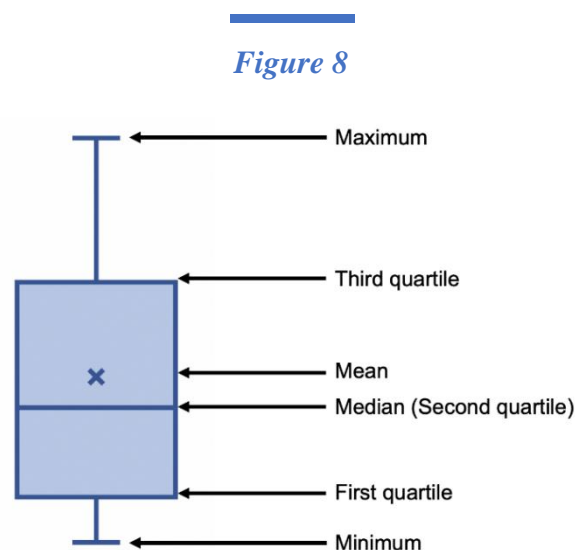 Figure 8
Maximum
Third quartile
Mean
Median (Second quartile)
First quartile
Minimum